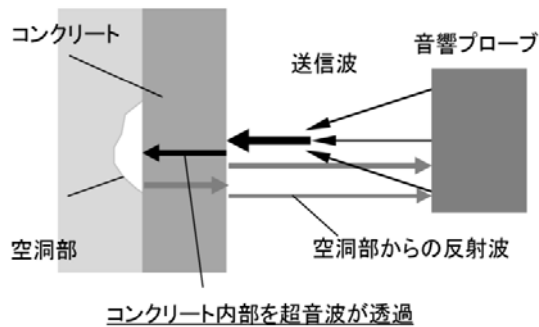 コンクリート
送信波
音響プローブ
空洞部
空洞部からの反射波
コンクリート内部を超音波が透過